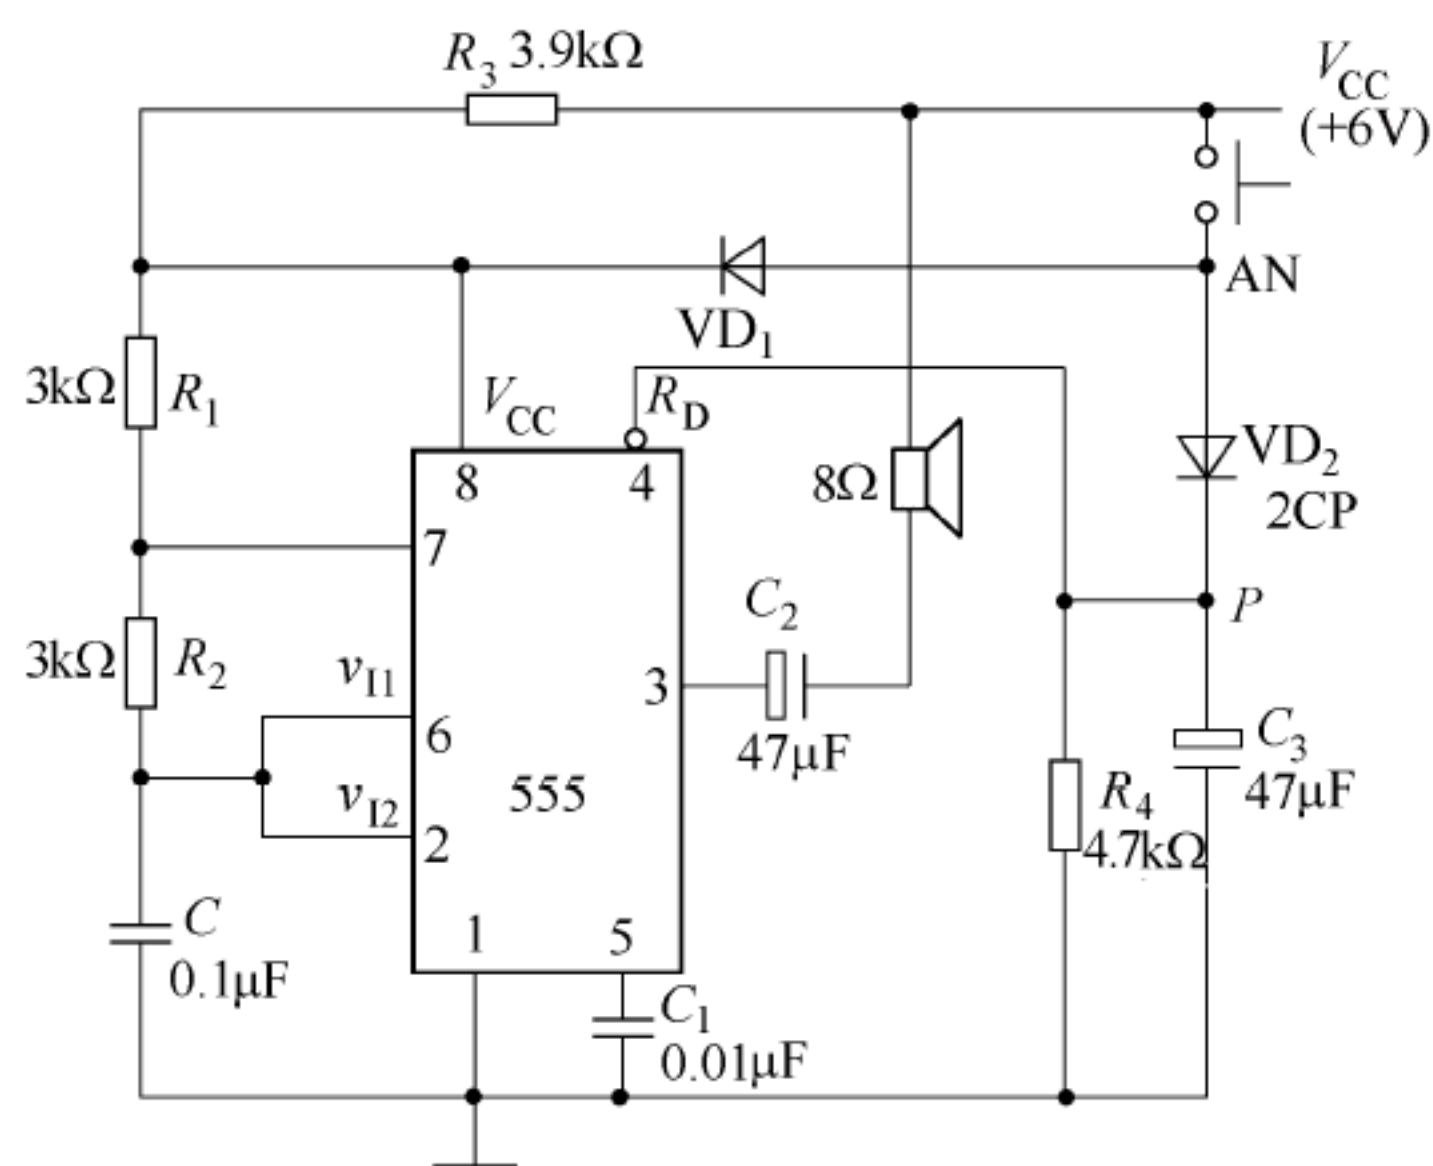 R3 3.9kΩ
VCC
(+6V)
AN
VD1
3kΩ R1
VCC
RD
8
4
VD2
2CP
8Ω
7
C2
P
3kΩ R2
vI1
6
3
47μF
C3
47μF
vI2
2
555
R4
4.7kΩ
C
0.1μF
1
5
C1
0.01μF